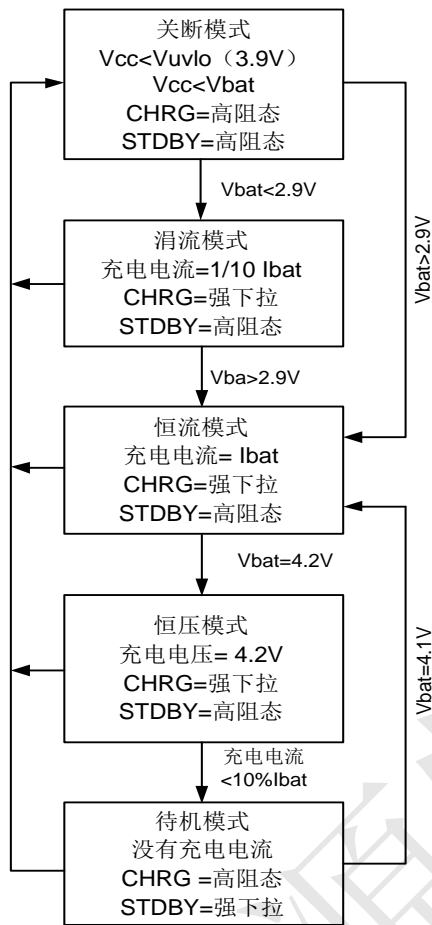 关断模式
Vcc<Vuvlo（3.9V）
Vcc<Vbat
CHRG=高阻态
STDBY=高阻态
Vbat<2.9V
Vbat>2.9V
涓流模式
充电电流=1/10 Ibat
CHRG=强下拉
STDBY=高阻态
Vba>2.9V
恒流模式
充电电流= Ibat
CHRG=强下拉
STDBY=高阻态
Vbat=4.2V
Vbat=4.1V
恒压模式
充电电压= 4.2V
CHRG=强下拉
STDBY=高阻态
充电电流
<10%Ibat
待机模式
没有充电电流
CHRG =高阻态
STDBY=强下拉